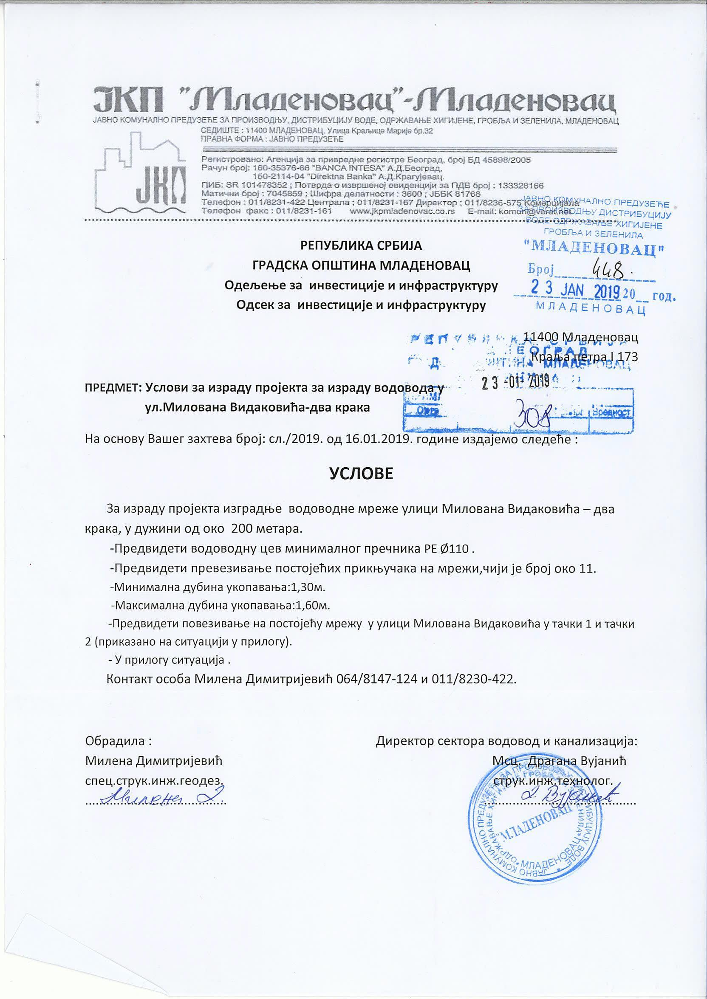 ЈКП "Младеновац"-Младеновац
ЈАВНО КОМУНАЛНО ПРЕДУЗЕЋЕ ЗА ПРОИЗВОДЊУ, ДИСТРИБУЦИЈУ ВОДЕ, ОДРЖАВАЊЕ ХИГИЈЕНЕ, ГРОБЉА И ЗЕЛЕНИЛА, МЛАДЕНОВАЦ
СЕДИШТЕ : 11400 МЛАДЕНОВАЦ, Улица Краљице Марије бр.32
ПРАВНА ФОРМА : ЈАВНО ПРЕДУЗЕЋЕ
ЈКП
Регистровано: Агенција за привредне регистре Београд, број БД 45898/2005
Рачун број: 160-35376-66 "BANCA INTESA" А.Д.Београд,
150-2114-04 "Direktna Banka" А.Д.Крагујевац.
ПИБ: SR 101478352 ; Потврда о извршеној евиденцији за ПДВ број : 133328166
Матични број : 7045859 ; Шифра делатности : 3600 ; ЈББК 81768
Телефон : 011/8231-422 Централа ; 011/8231-167 Директор ; 011/8236-575 Комерцијала
Телефон факс : 011/8231-161 www.jkpmladenovac.co.rs E-mail: komun@verat.net
ЈАВНО КОМУНАЛНО ПРЕДУЗЕЋЕ
ЗА ПРОИЗВОДЊУ ДИСТРИБУЦИЈУ
ВОДЕ ОДРЖАВАЊЕ ХИГИЈЕНЕ
ГРОБЉА И ЗЕЛЕНИЛА
"МЛАДЕНОВАЦ"
Број 448.
23 JAN 2019 20__ год.
МЛАДЕНОВАЦ
РЕПУБЛИКА СРБИЈА
ГРАДСКА ОПШТИНА МЛАДЕНОВАЦ
Одељење за инвестиције и инфраструктуру
Одсек за инвестиције и инфраструктуру
11400 Младеновац
Краља петра I 173
РЕПУБЛИКА СРБИЈА
МЛАДЕНОВАЦ
23 -01- 2019
308
Вредност
ПРЕДМЕТ: Услови за израду пројекта за израду водовода у
ул.Милована Видаковића-два крака
На основу Вашег захтева број: сл./2019. од 16.01.2019. године издајемо следеће :
УСЛОВЕ
За израду пројекта изградње водоводне мреже улици Милована Видаковића – два
крака, у дужини од око 200 метара.
-Предвидети водоводну цев минималног пречника РЕ Ø110 .
-Предвидети превезивање постојећих прикњучака на мрежи,чији је број око 11.
-Минимална дубина укопавања:1,30м.
-Максимална дубина укопавања:1,60м.
-Предвидети повезивање на постојећу мрежу у улици Милована Видаковића у тачки 1 и тачки
2 (приказано на ситуацији у прилогу).
- У прилогу ситуација .
Контакт особа Милена Димитријевић 064/8147-124 и 011/8230-422.
Обрадила :
Милена Димитријевић
спец.струк.инж.геодез.
Милена Д.
Директор сектора водовод и канализација:
Мсц. Драгана Вујанић
струк.инж.технолог.
Д. Вујанић
ЈАВНО КОМУНАЛНО ПРЕДУЗЕЋЕ ЗА ПРОИЗВОДЊУ ДИСТРИБУЦИЈУ ВОДЕ *
ОДРЖАВАЊЕ ХИГИЈЕНЕ ГРОБЉА И ЗЕЛЕНИЛА*
"МЛАДЕНОВАЦ"
*МЛАДЕНОВАЦ*